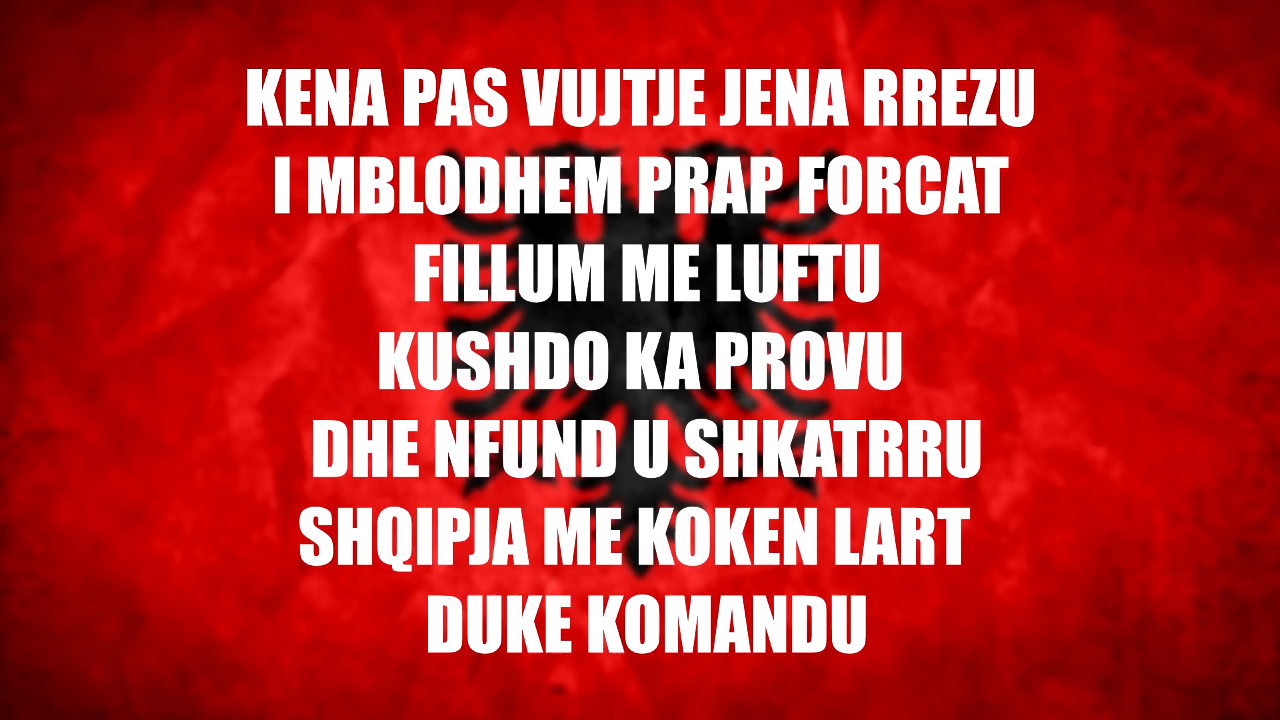 KENA PAS VUJTJE JENA RREZU
I MBLODHEM PRAP FORCAT
FILLUM ME LUFTU
KUSHDO KA PROVU
DHE NFUND U SHKATRRU
SHQIPJA ME KOKEN LART
DUKE KOMANDU